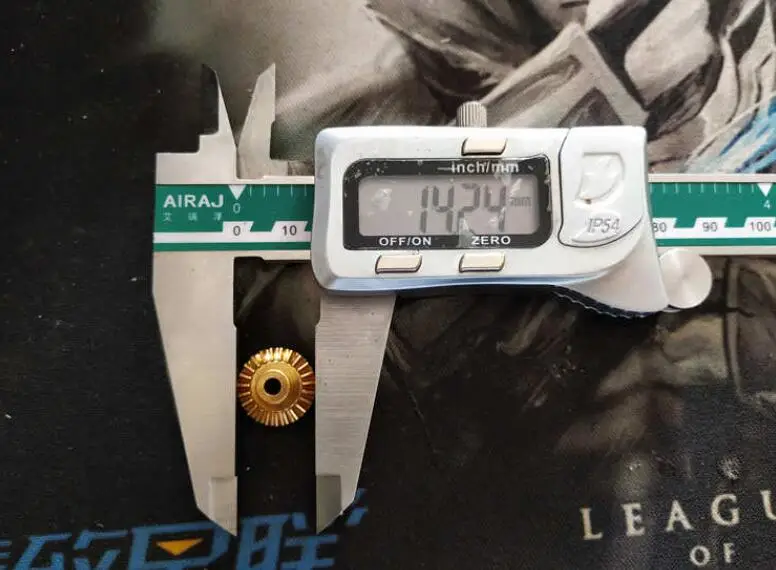 inch/mm
AIRAJ
艾瑞泽
0
0 10
14.24 mm
OFF/ON ZERO
IP54
4
80 90 100
LEAGU
OF